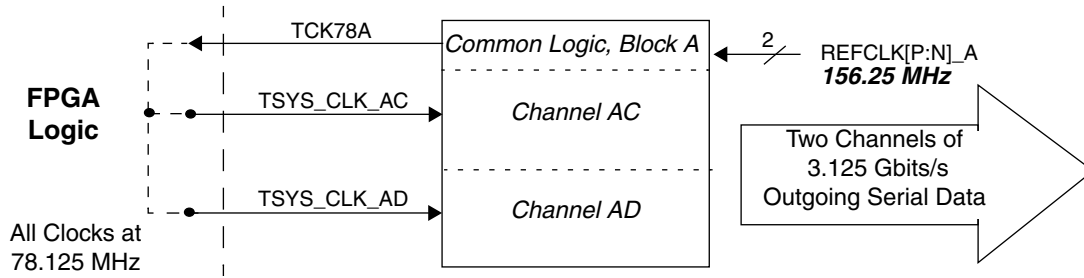 TCK78A
Common Logic, Block A
2
REFCLK[P:N]_A
156.25 MHz
FPGA
Logic
TSYS_CLK_AC
Channel AC
Two Channels of
3.125 Gbits/s
Outgoing Serial Data
TSYS_CLK_AD
Channel AD
All Clocks at
78.125 MHz